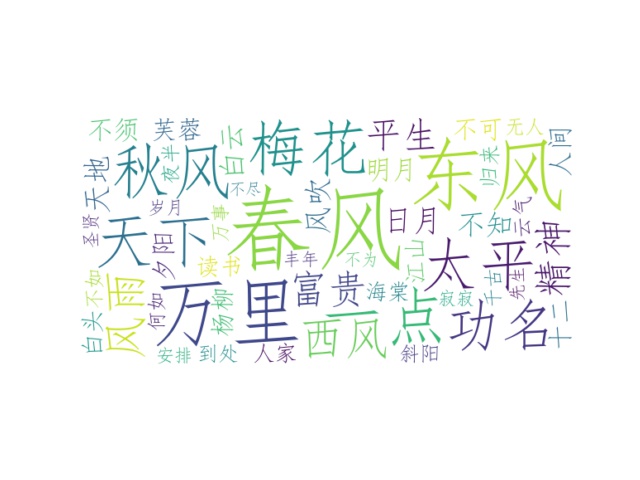 不须
芙蓉
秋风
夜半
白云
梅花
平生
明月
东风
不可
无人
归来
人间
天地
圣贤
天下
岁月
万事
不尽
春风
风吹
日月
不知
云气
夕阳
读书
丰年
不为
江山
太平
千古
先生
精神
不如
白头
风雨
何如
万里
杨柳
富贵
海棠
西风
一点
寂寂
功名
十二
安排
到处
人家
斜阳